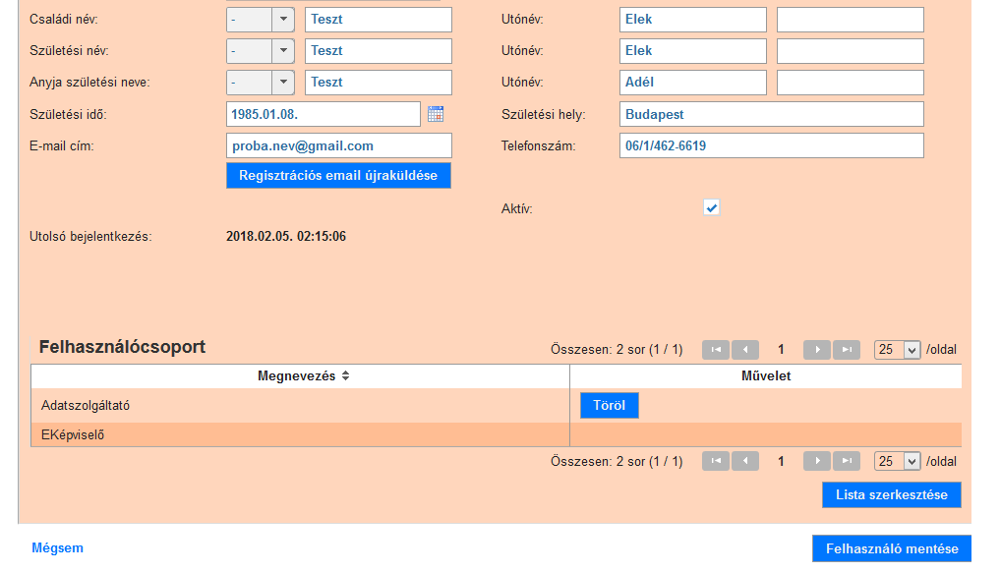 Családi név: - Teszt Utónév: Elek
Születési név: - Teszt Utónév: Elek
Anyja születési neve: - Teszt Utónév: Adél
Születési idő: 1985.01.08. Születési hely: Budapest
E-mail cím: proba.nev@gmail.com Telefonszám: 06/1/462-6619
Regisztrációs email újraküldése
Aktív:
Utolsó bejelentkezés: 2018.02.05. 02:15:06
Felhasználócsoport Összesen: 2 sor (1 / 1) 1 25 /oldal
Megnevezés Művelet
Adatszolgáltató Töröl
EKépviselő
Összesen: 2 sor (1 / 1) 1 25 /oldal
Lista szerkesztése
Mégsem Felhasználó mentése